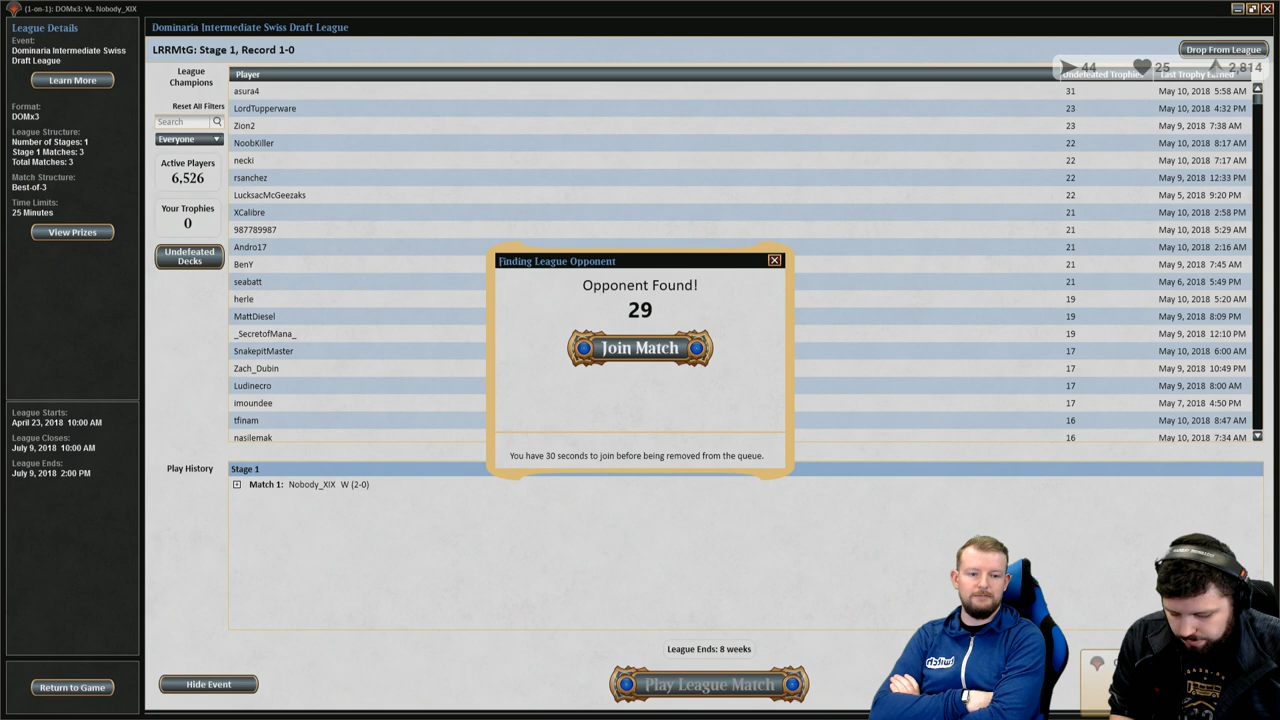 (1-on-1): DOMx3: Vs. Nobody_XIX
League Details
Event:
Dominaria Intermediate Swiss
Draft League
Learn More
Format:
DOMx3
League Structure:
Number of Stages: 1
Stage 1 Matches: 3
Total Matches: 3
Match Structure:
Best-of-3
Time Limits:
25 Minutes
View Prizes
League Starts:
April 23, 2018 10:00 AM
League Closes:
July 9, 2018 10:00 AM
League Ends:
July 9, 2018 2:00 PM
Return to Game
Dominaria Intermediate Swiss Draft League
LRRMtG: Stage 1, Record 1-0
Drop From League
44 25 2,814
League
Champions
Reset All Filters
Search
Everyone
Active Players
6,526
Your Trophies
0
Undefeated
Decks
Player Undefeated Trophies Last Trophy Earned
asura4 31 May 10, 2018 5:58 AM
LordTupperware 23 May 10, 2018 4:32 PM
Zion2 23 May 9, 2018 7:38 AM
NoobKiller 22 May 10, 2018 8:17 AM
necki 22 May 10, 2018 7:17 AM
rsanchez 22 May 9, 2018 12:33 PM
LucksacMcGeezaks 22 May 5, 2018 9:20 PM
XCalibre 21 May 10, 2018 2:58 PM
987789987 21 May 10, 2018 5:29 AM
Andro17 21 May 10, 2018 2:16 AM
BenY 21 May 9, 2018 7:45 AM
seabatt 21 May 6, 2018 5:49 PM
herle 19 May 10, 2018 5:20 AM
MattDiesel 19 May 9, 2018 8:09 PM
_SecretofMana_ 19 May 9, 2018 12:10 PM
SnakepitMaster 17 May 10, 2018 6:00 AM
Zach_Dubin 17 May 9, 2018 10:49 PM
Ludinecro 17 May 9, 2018 8:00 AM
imoundee 17 May 7, 2018 4:50 PM
tfinam 16 May 10, 2018 8:47 AM
nasilemak 16 May 10, 2018 7:34 AM
Finding League Opponent
Opponent Found!
29
Join Match
You have 30 seconds to join before being removed from the queue.
Play History
Stage 1
Match 1: Nobody_XIX W (2-0)
League Ends: 8 weeks
Hide Event
Play League Match